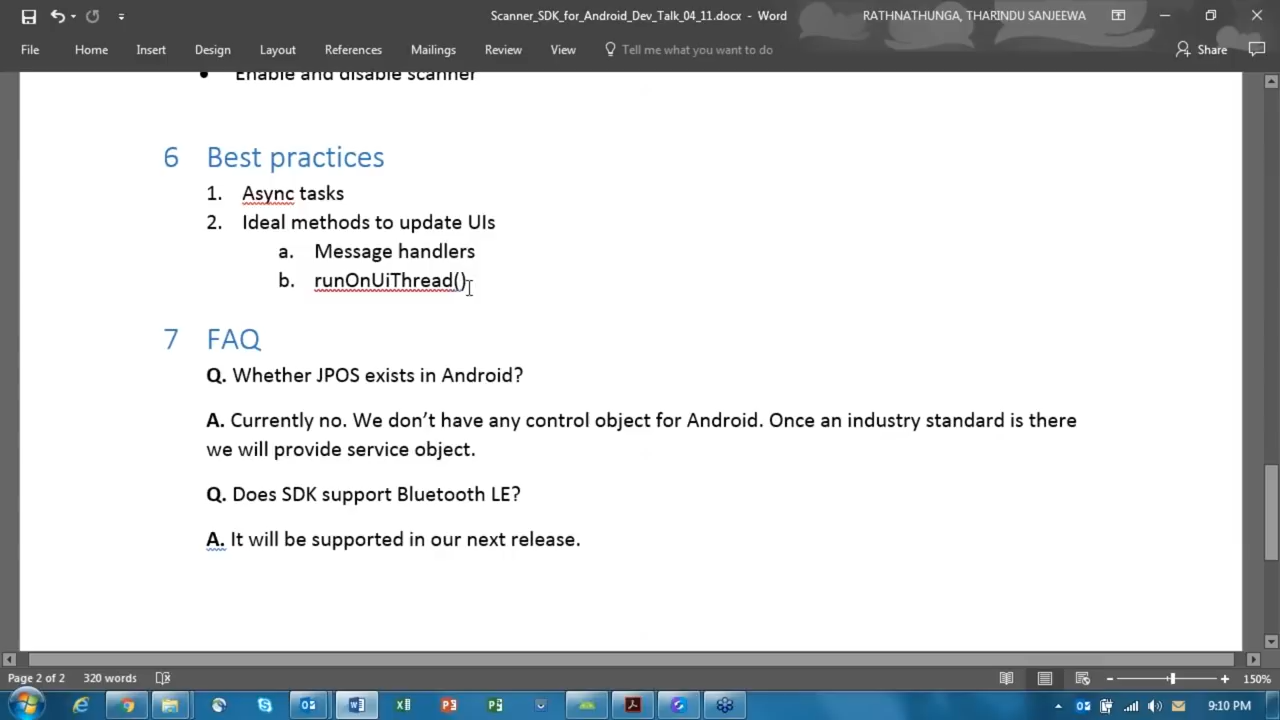 Scanner_SDK_for_Android_Dev_Talk_04_11.docx - Word
RATHNATHUNGA, THARINDU SANJEEWA
File Home Insert Design Layout References Mailings Review View Tell me what you want to do Share
• Enable and disable scanner
6 Best practices
1. Async tasks
2. Ideal methods to update UIs
a. Message handlers
b. runOnUiThread()
7 FAQ
Q. Whether JPOS exists in Android?
A. Currently no. We don’t have any control object for Android. Once an industry standard is there
we will provide service object.
Q. Does SDK support Bluetooth LE?
A. It will be supported in our next release.
Page 2 of 2 320 words 150%
9:10 PM